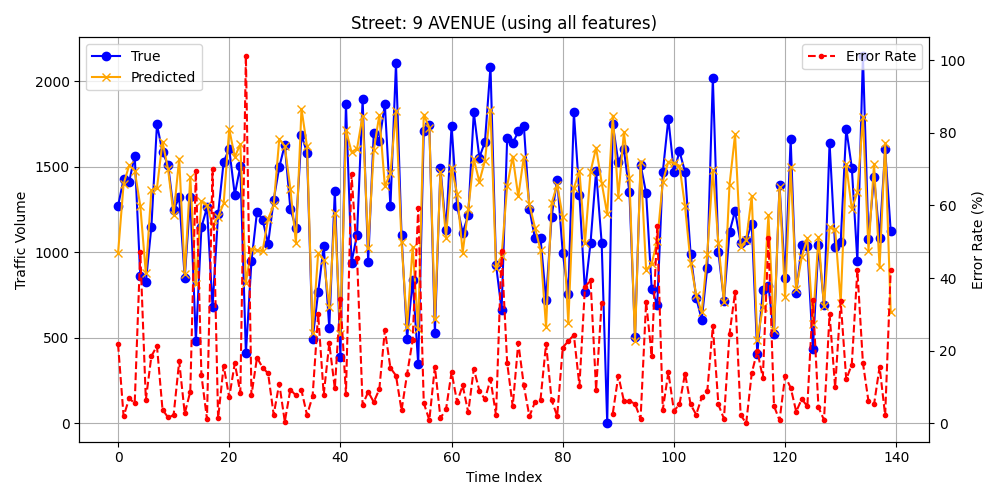 Street: 9 AVENUE (using all features)
True
Predicted
Error Rate
Traffic Volume
2000
1500
1000
500
0
100
80
60
40
20
0
Error Rate (%)
0 20 40 60 80 100 120 140
Time Index